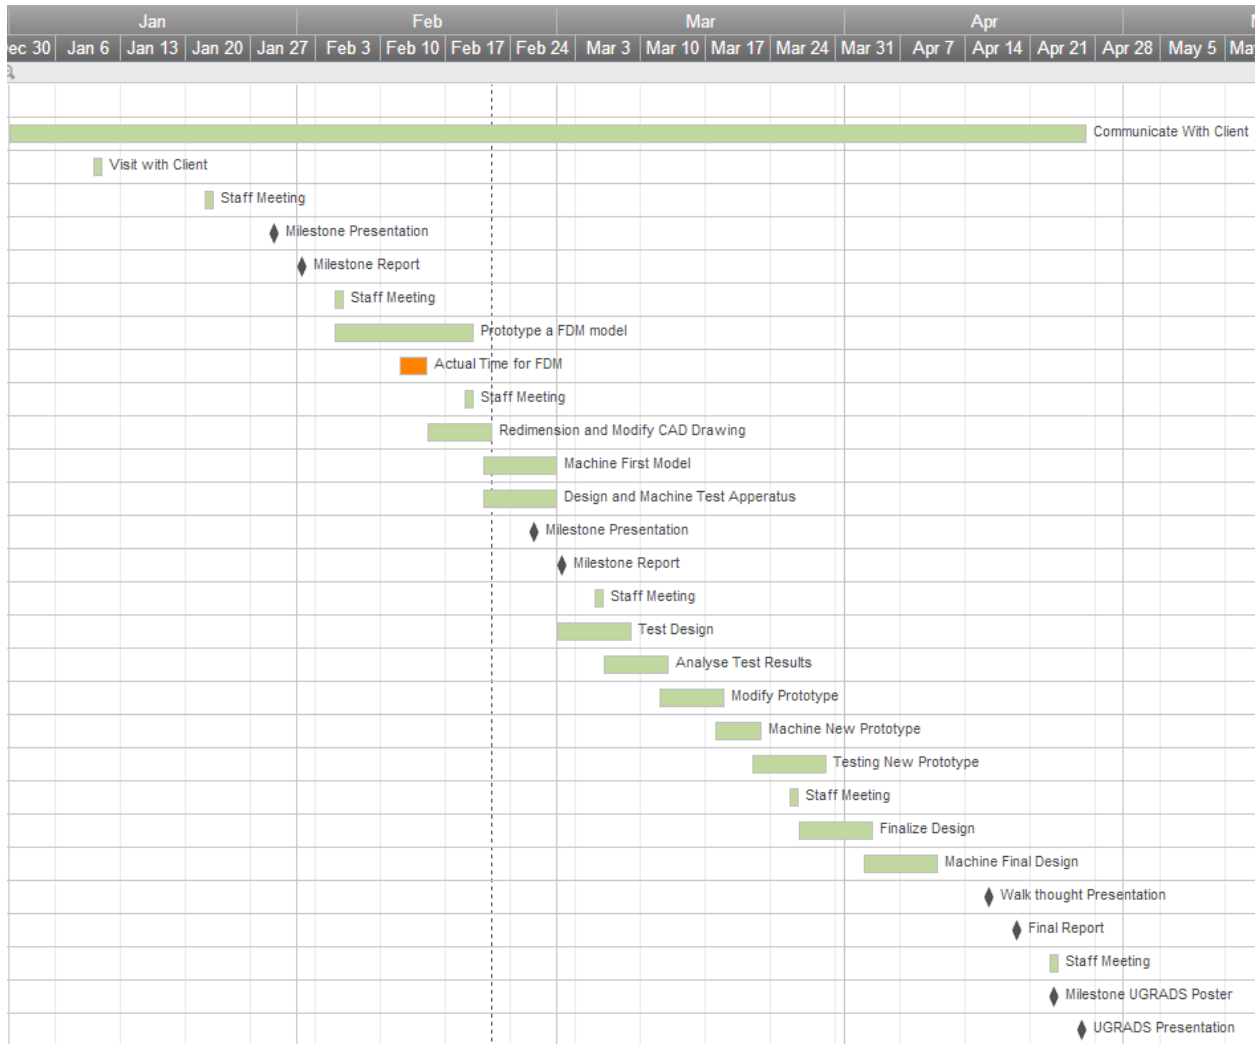 Jan Feb Mar Apr
ec 30 Jan 6 Jan 13 Jan 20 Jan 27 Feb 3 Feb 10 Feb 17 Feb 24 Mar 3 Mar 10 Mar 17 Mar 24 Mar 31 Apr 7 Apr 14 Apr 21 Apr 28 May 5 May
Communicate With Client
Visit with Client
Staff Meeting
Milestone Presentation
Milestone Report
Staff Meeting
Prototype a FDM model
Actual Time for FDM
Staff Meeting
Redimension and Modify CAD Drawing
Machine First Model
Design and Machine Test Apperatus
Milestone Presentation
Milestone Report
Staff Meeting
Test Design
Analyse Test Results
Modify Prototype
Machine New Prototype
Testing New Prototype
Staff Meeting
Finalize Design
Machine Final Design
Walk thought Presentation
Final Report
Staff Meeting
Milestone UGRADS Poster
UGRADS Presentation